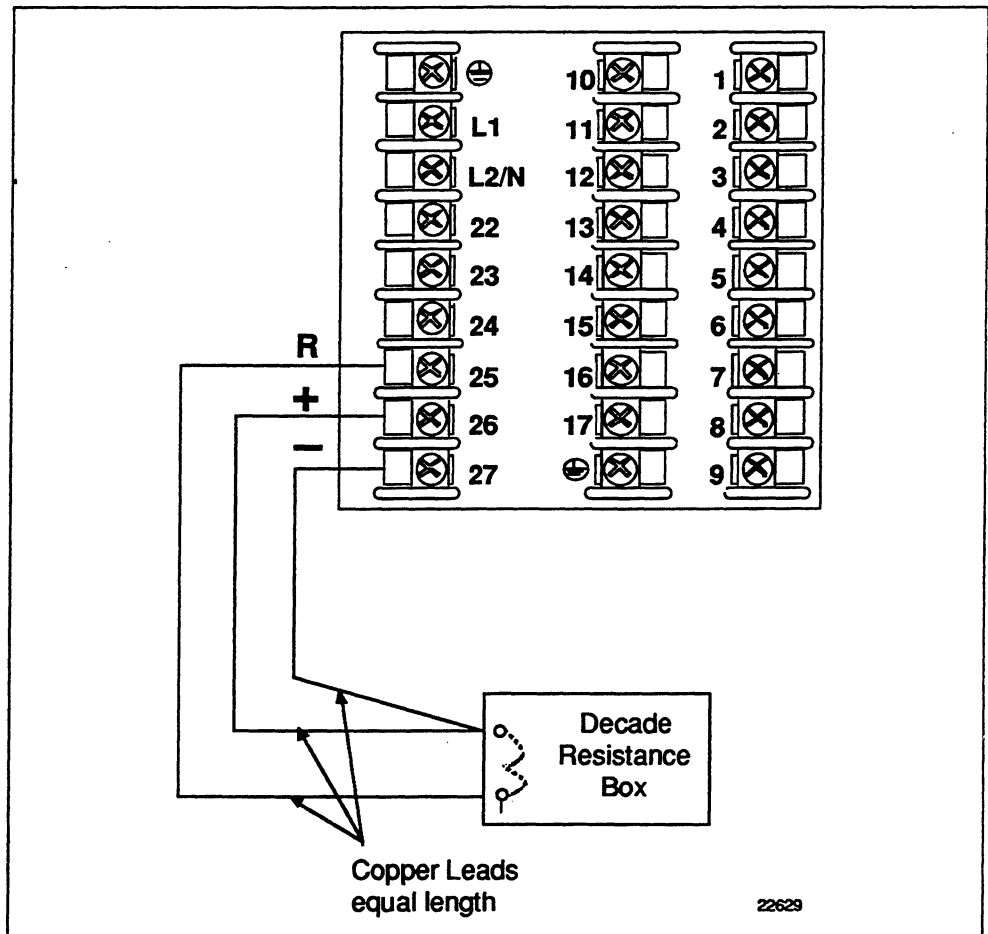 10 1
L1 11 2
L2/N 12 3
22 13 4
23 14 5
24 15 6
R 25 16 7
+ 26 17 8
− 27 9
Decade
Resistance
Box
Copper Leads
equal length
22629